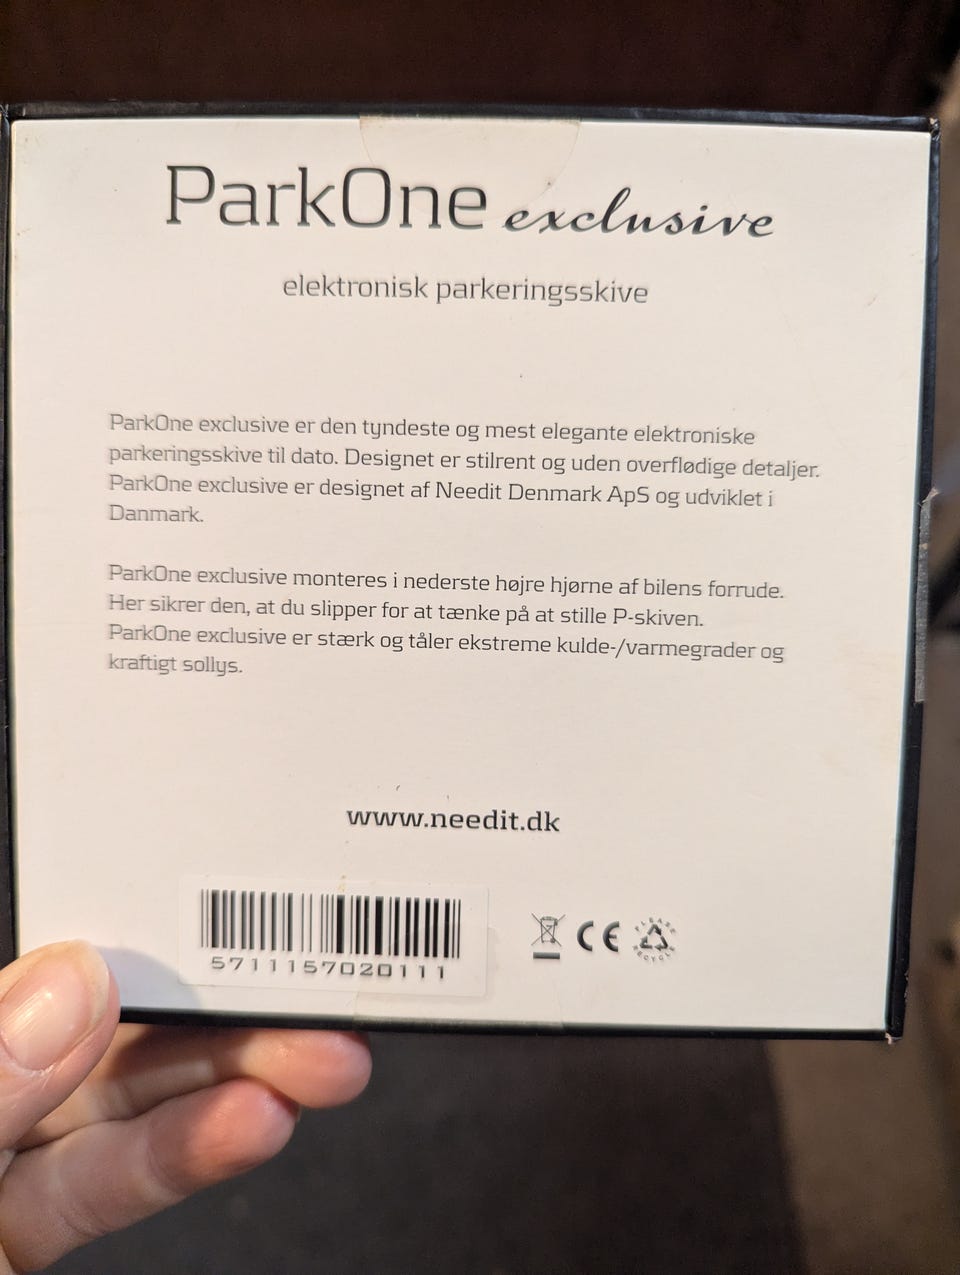 ParkOne exclusive
elektronisk parkeringsskive
ParkOne exclusive er den tyndeste og mest elegante elektroniske
parkeringsskive til dato. Designet er stilrent og uden overflødige detaljer.
ParkOne exclusive er designet af Needit Denmark ApS og udviklet i
Danmark.
ParkOne exclusive monteres i nederste højre hjørne af bilens forrude.
Her sikrer den, at du slipper for at tænke på at stille P-skiven.
ParkOne exclusive er stærk og tåler ekstreme kulde-/varmegrader og
kraftigt sollys.
www.needit.dk
5711157020111
CE
PLEASE RECYCLE